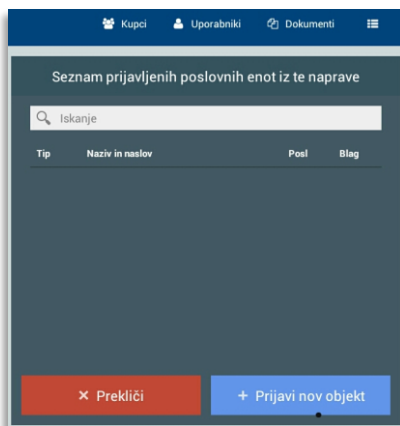 Kupci Uporabniki Dokumenti
Seznam prijavljenih poslovnih enot iz te naprave
Iskanje
Tip Naziv in naslov Posl Blag
× Prekliči + Prijavi nov objekt